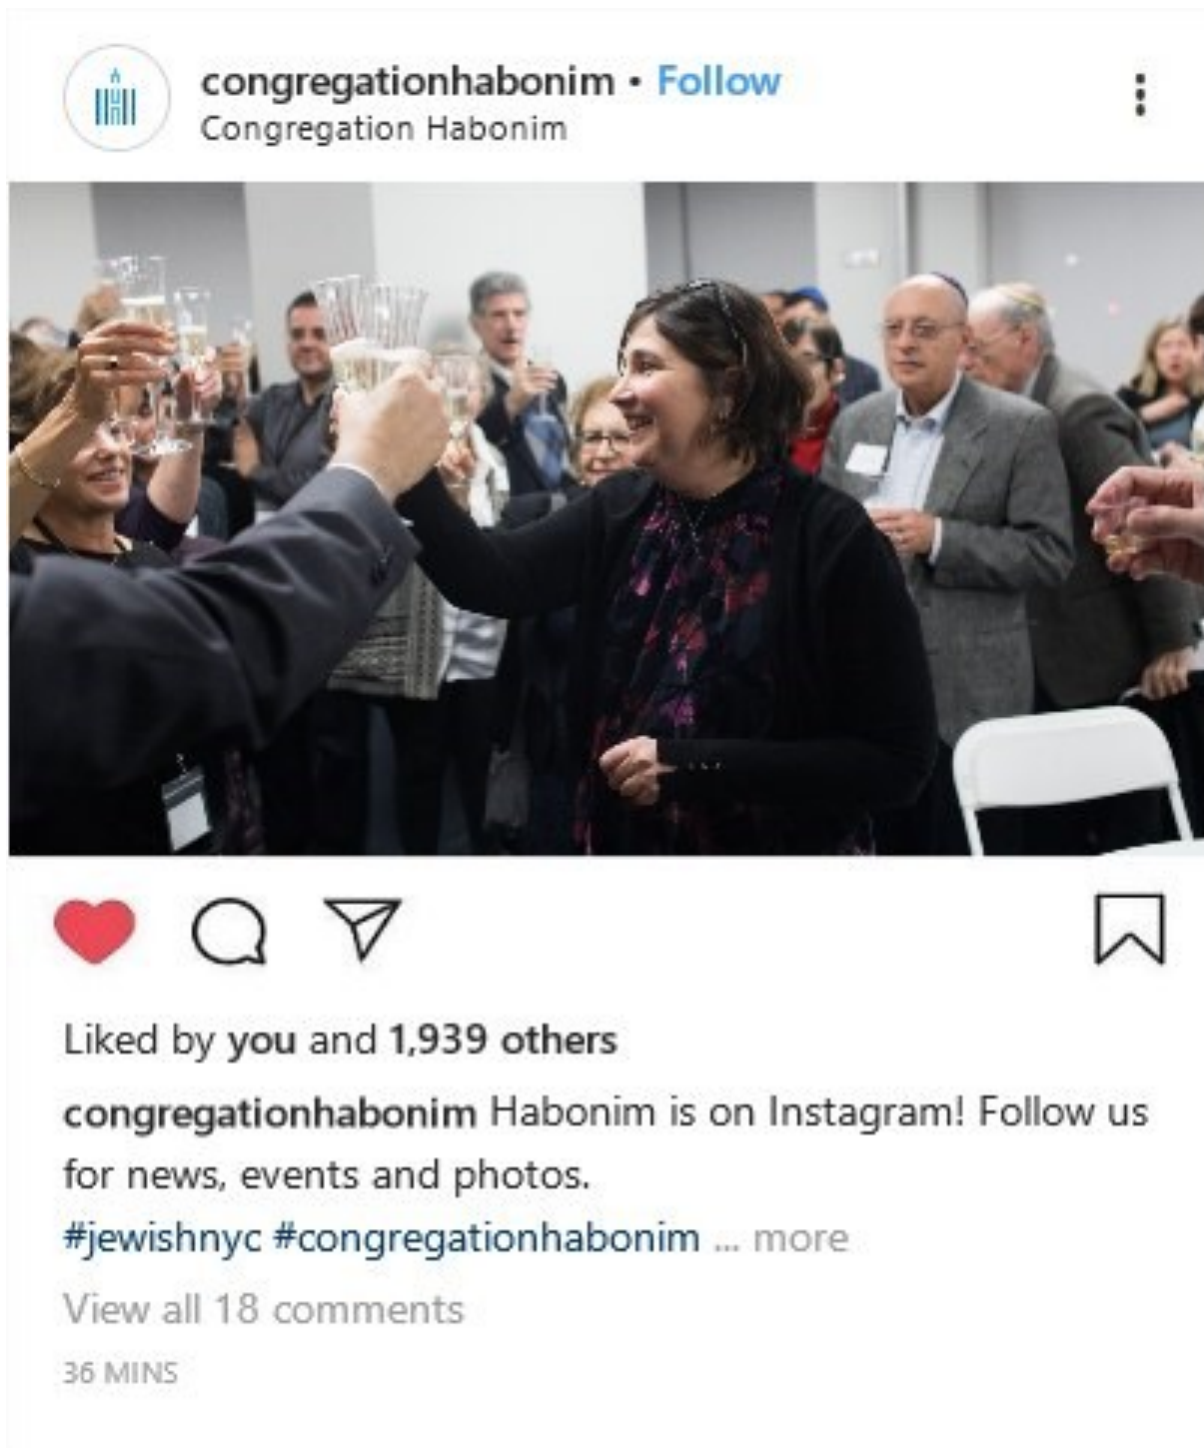 congregationhabonim • Follow
Congregation Habonim
Liked by you and 1,939 others
congregationhabonim Habonim is on Instagram! Follow us
for news, events and photos.
#jewishnyc #congregationhabonim ... more
View all 18 comments
36 MINS